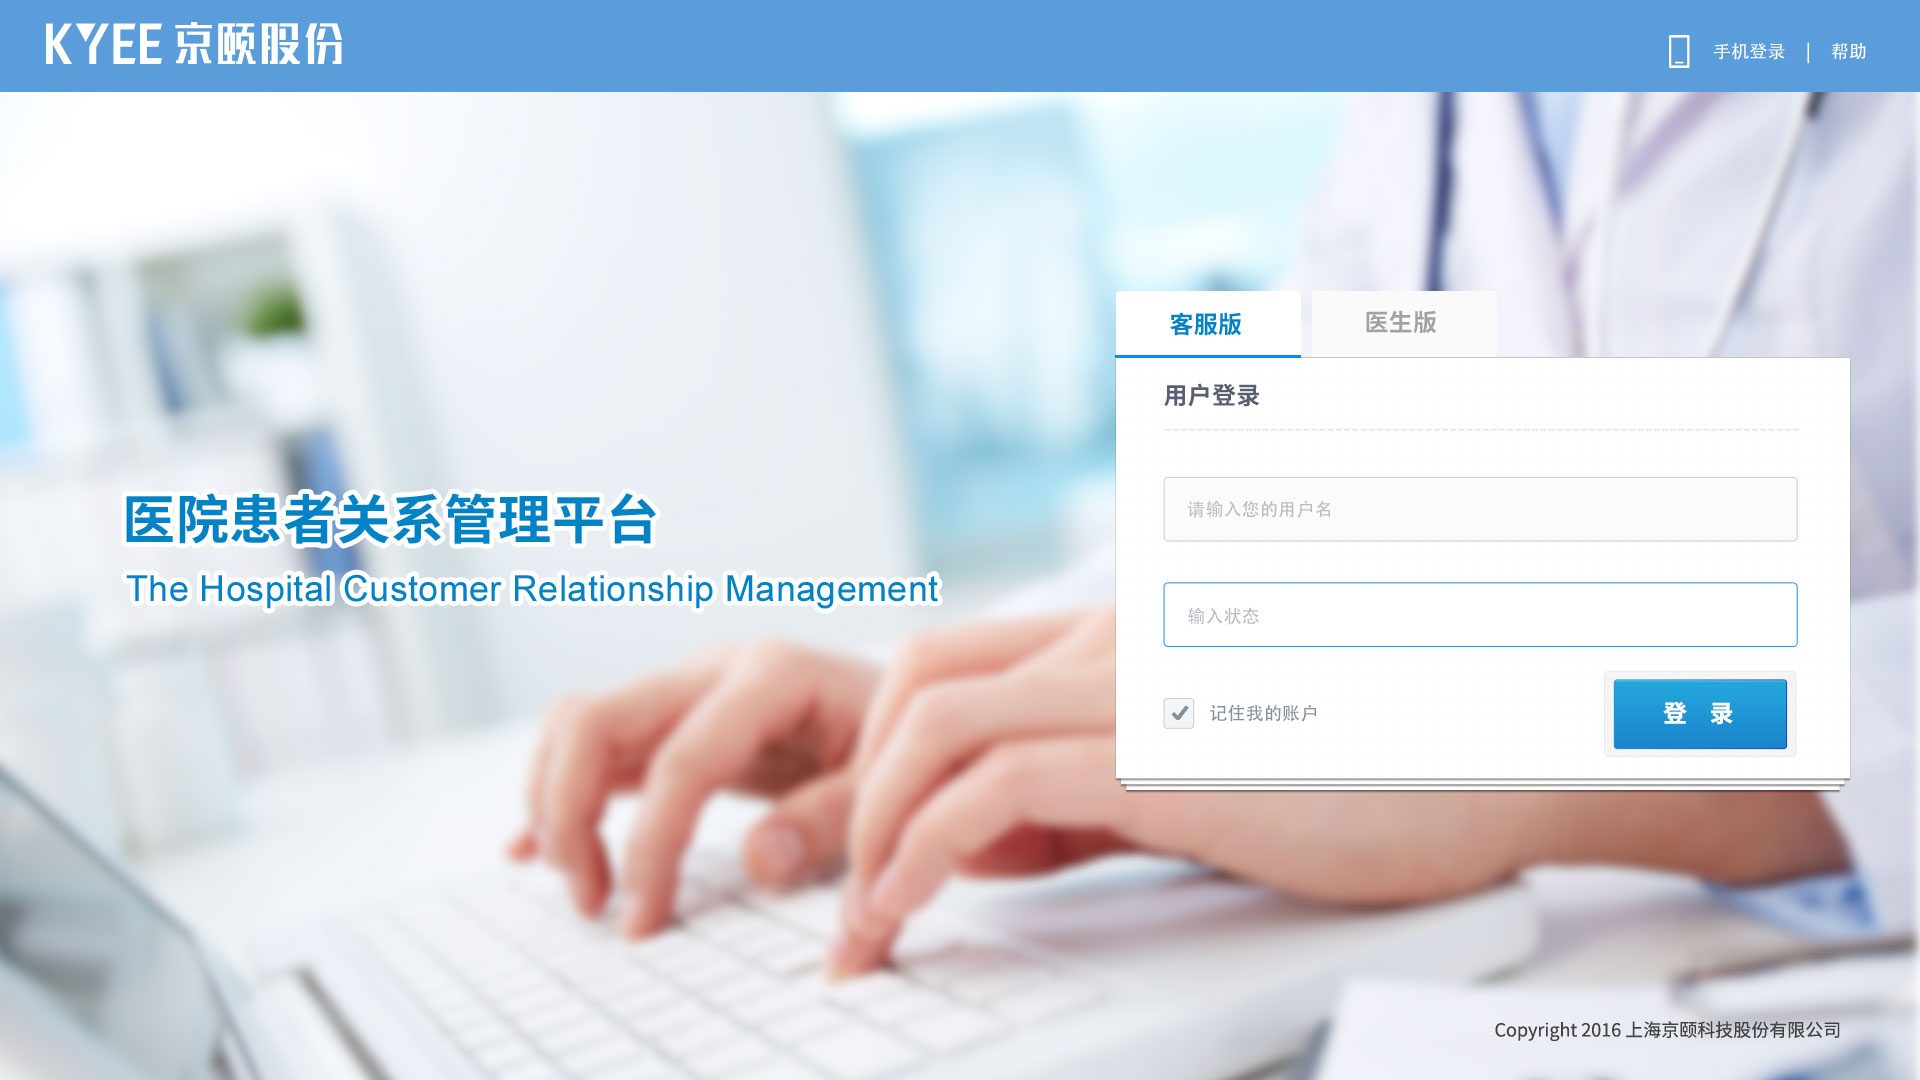 KYEE 京颐股份
手机登录 | 帮助
客服版
医生版
用户登录
请输入您的用户名
医院患者关系管理平台
The Hospital Customer Relationship Management
输入状态
记住我的账户
登 录
Copyright 2016 上海京颐科技股份有限公司